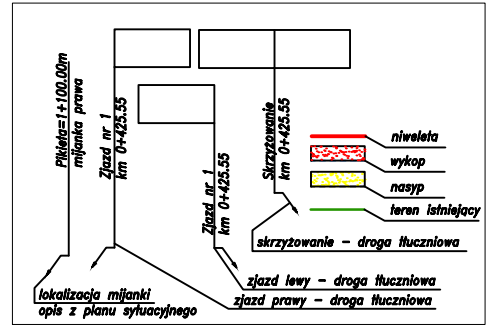 Pikieta=1+100.00m
mijanka prawa
Zjazd nr 1
km 0+425.55
Zjazd nr 1
km 0+425.55
Skrzyżowanie
km 0+425.55
niweleta
wykop
nasyp
teren istniejący
skrzyżowanie – droga tłuczniowa
zjazd lewy – droga tłuczniowa
zjazd prawy – droga tłuczniowa
lokalizacja mijanki
opis z planu sytuacyjnego